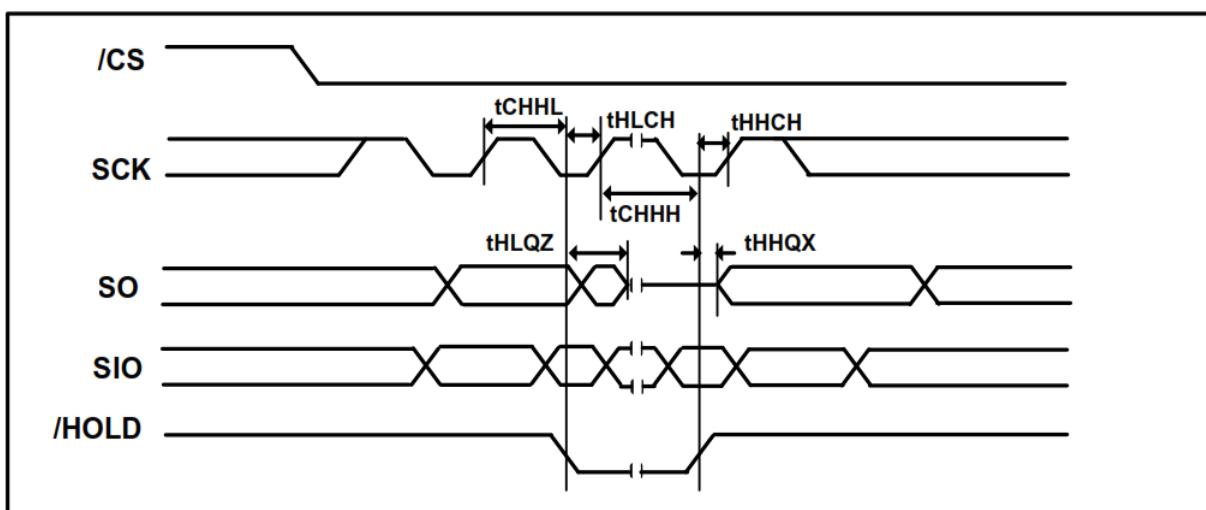 /CS
tCHHL
tHLCH
tHHCH
SCK
tCHHH
tHLQZ
tHHQX
SO
SIO
/HOLD